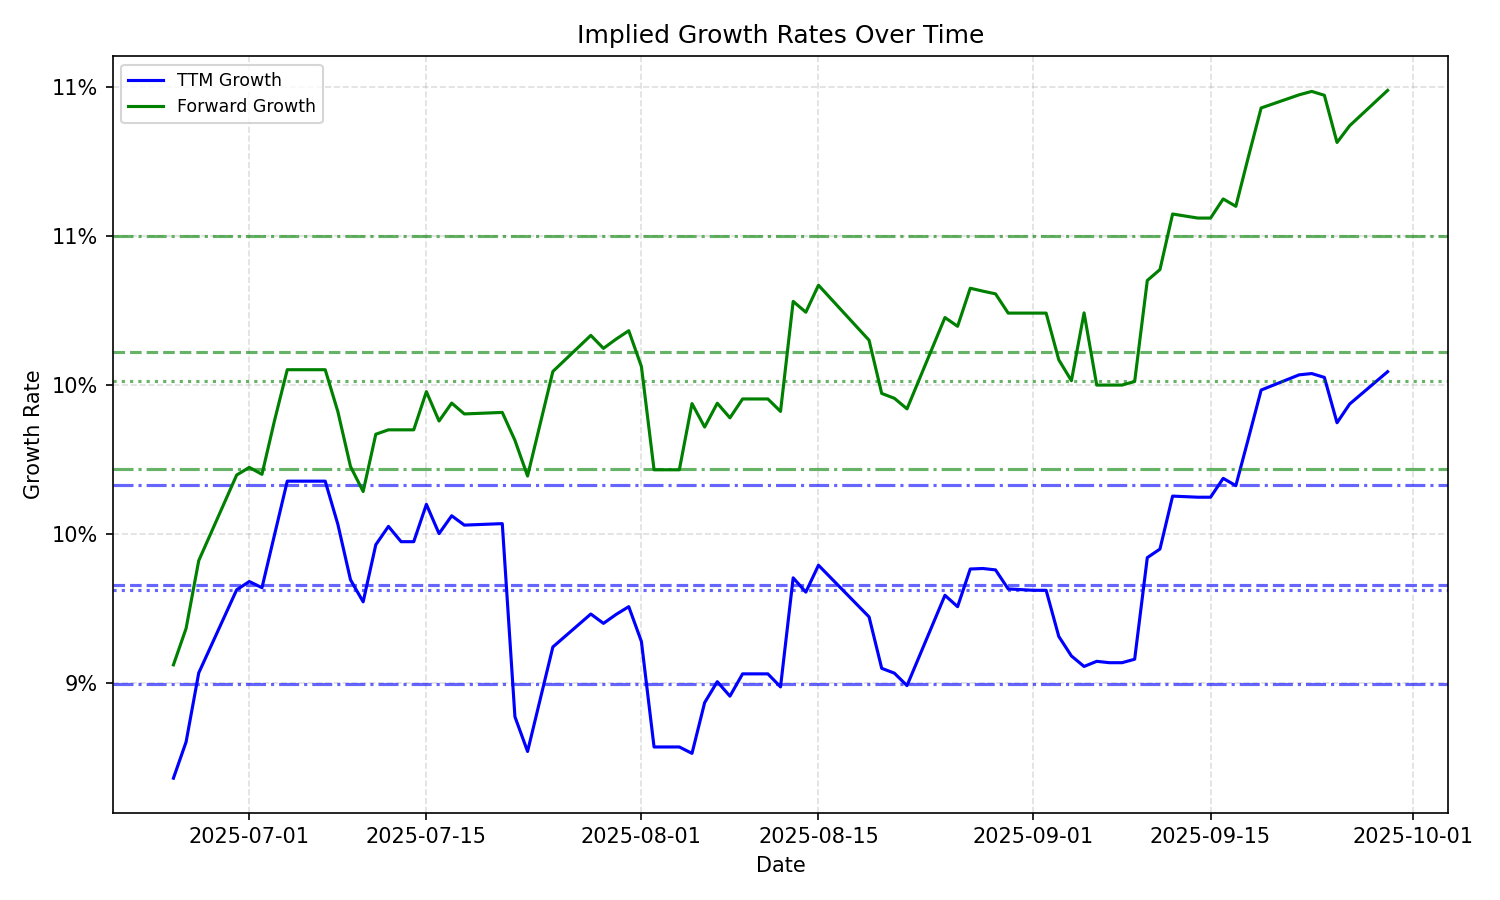 Implied Growth Rates Over Time
TTM Growth
Forward Growth
11%
11%
10%
10%
9%
Growth Rate
2025-07-01
2025-07-15
2025-08-01
2025-08-15
2025-09-01
2025-09-15
2025-10-01
Date